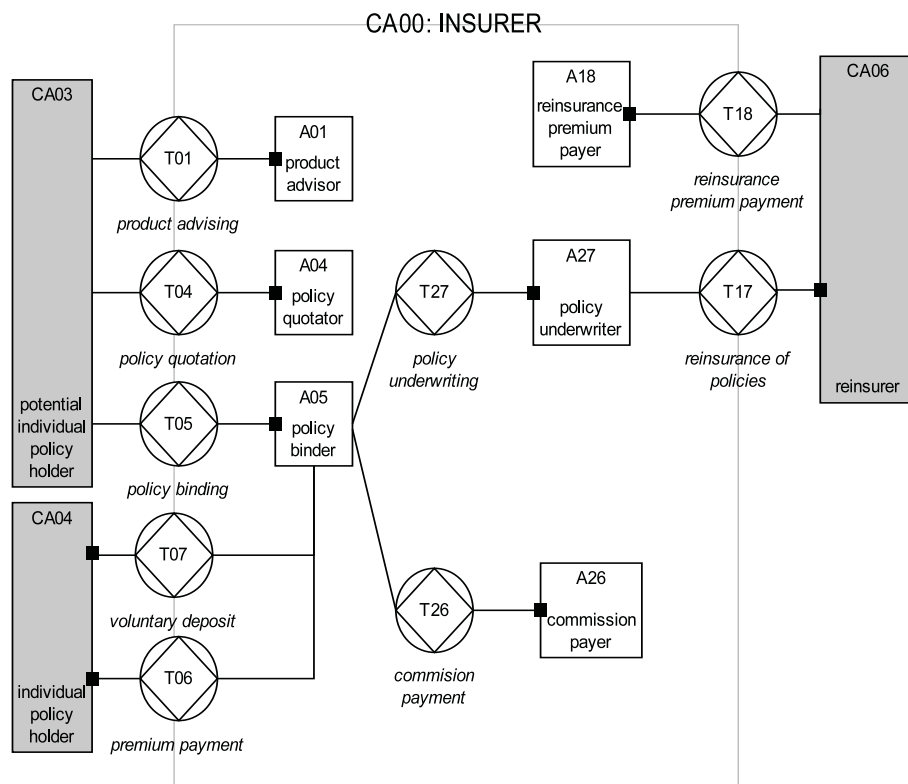 CA00: INSURER
CA03
potential
individual
policy
holder
T01
product advising
A01
product
advisor
T04
policy quotation
A04
policy
quotator
T05
policy binding
A05
policy
binder
CA04
individual
policy
holder
T07
voluntary deposit
T06
premium payment
T27
policy
underwriting
A27
policy
underwriter
T26
commision
payment
A26
commission
payer
A18
reinsurance
premium
payer
T18
reinsurance
premium payment
T17
reinsurance of
policies
CA06
reinsurer